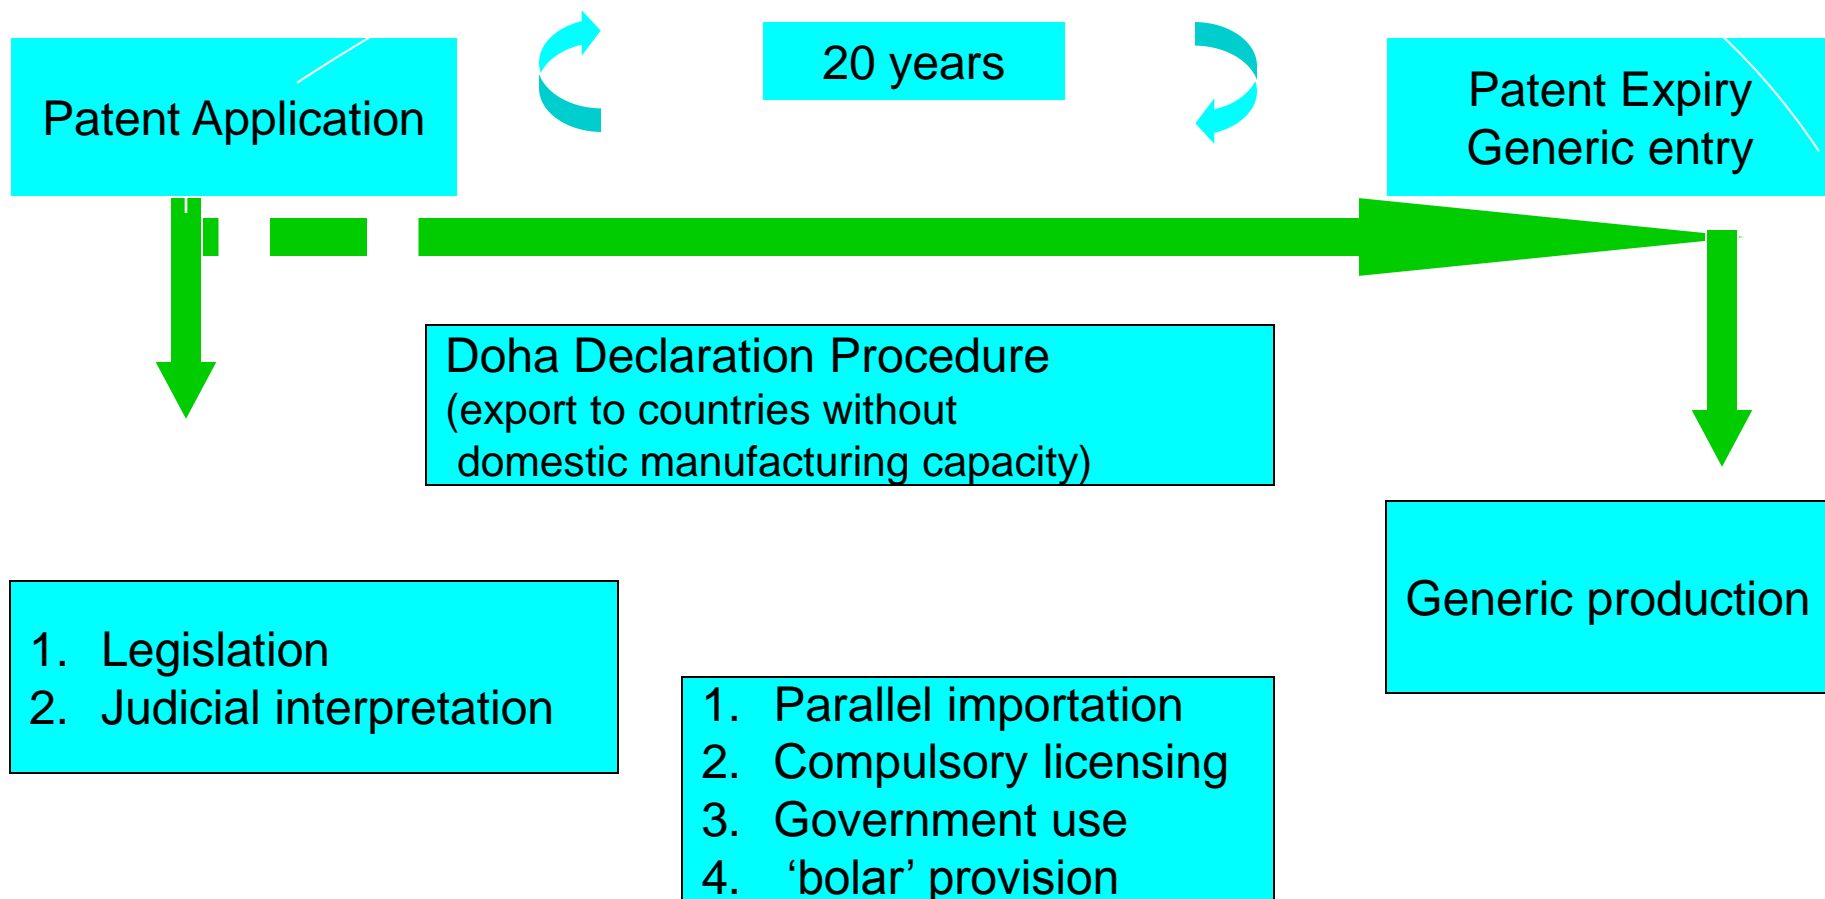 20 years
Patent Application
Patent Expiry
Generic entry
Doha Declaration Procedure
(export to countries without
domestic manufacturing capacity)
Generic production
1. Legislation
2. Judicial interpretation
1. Parallel importation
2. Compulsory licensing
3. Government use
4. ‘bolar’ provision